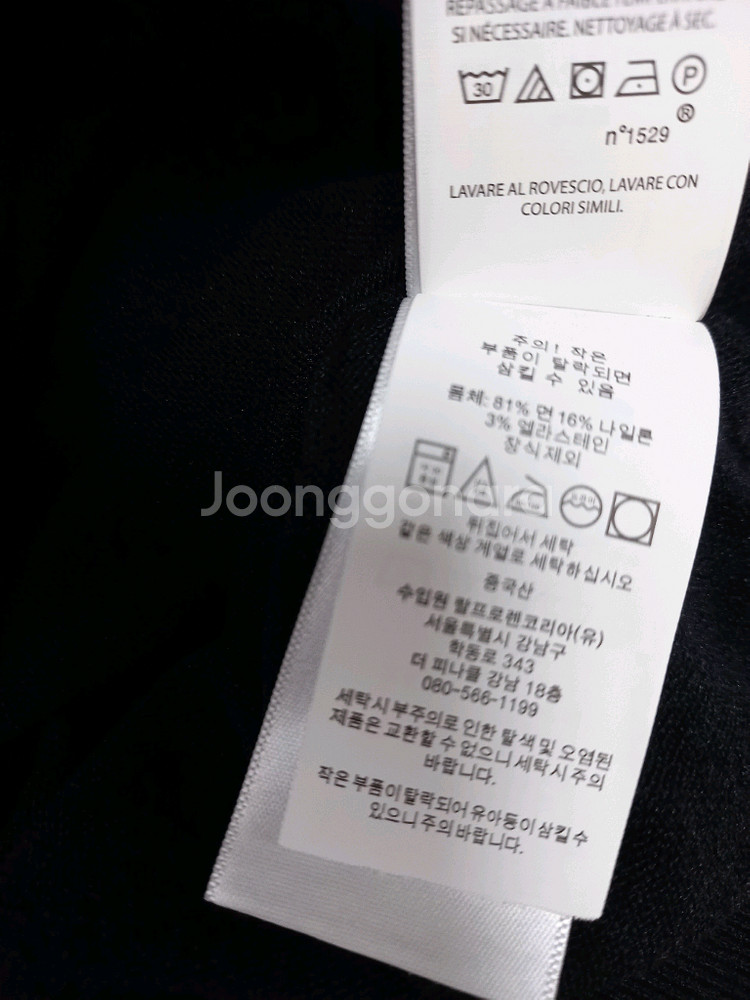 REPASSAGE À FAIBLE
SI NÉCESSAIRE. NETTOYAGE À SEC.
30
P
®
n°1529
LAVARE AL ROVESCIO, LAVARE CON
COLORI SIMILI.
주의! 작은
부품이 탈락되면
삼킬 수 있음
몸체: 81% 면 16% 나일론
3% 엘라스테인
장식제외
Joonggonara
뒤집어서 세탁
같은 색상 계열로 세탁하십시오
중국산
수입원 랄프로렌코리아(유)
서울특별시 강남구
학동로 343
더 피나클 강남 18층
080-566-1199
세탁시 부주의로 인한 탈색 및 오염된
제품은 교환할 수 없으니 세탁시 주의
바랍니다.
작은 부품이 탈락되어 유아등이 삼킬 수
있으니 주의 바랍니다.